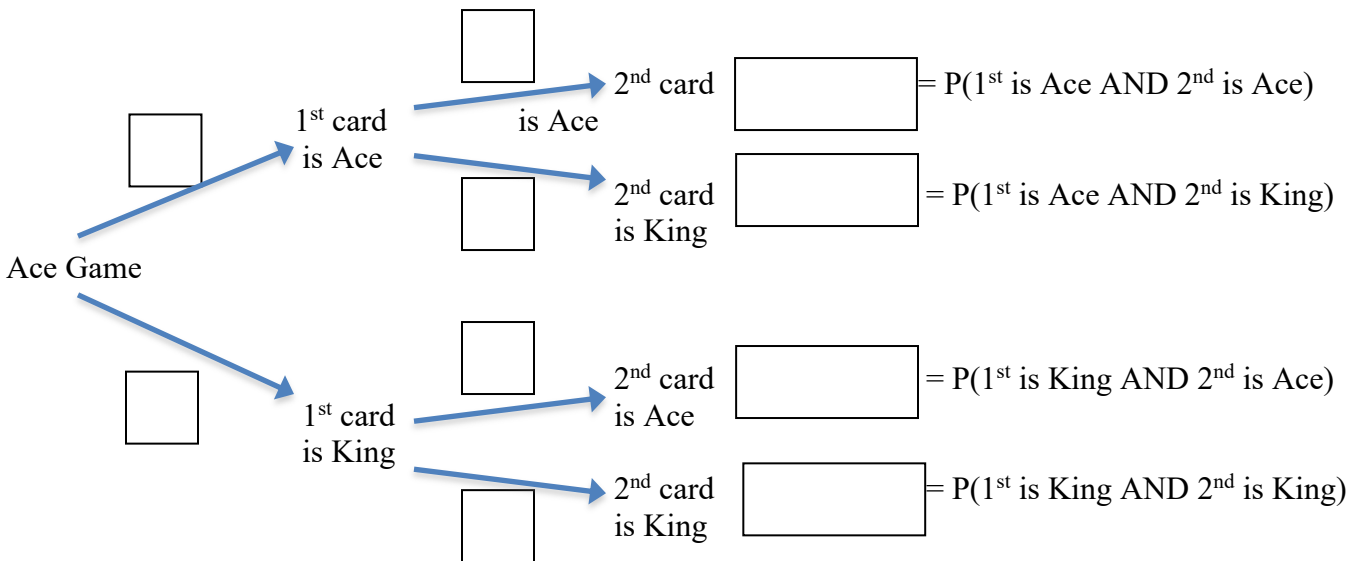 2nd card = P(1st is Ace AND 2nd is Ace)
1st card is Ace
is Ace
2nd card = P(1st is Ace AND 2nd is King)
is King
Ace Game
2nd card = P(1st is King AND 2nd is Ace)
is Ace
1st card
is King
2nd card = P(1st is King AND 2nd is King)
is King